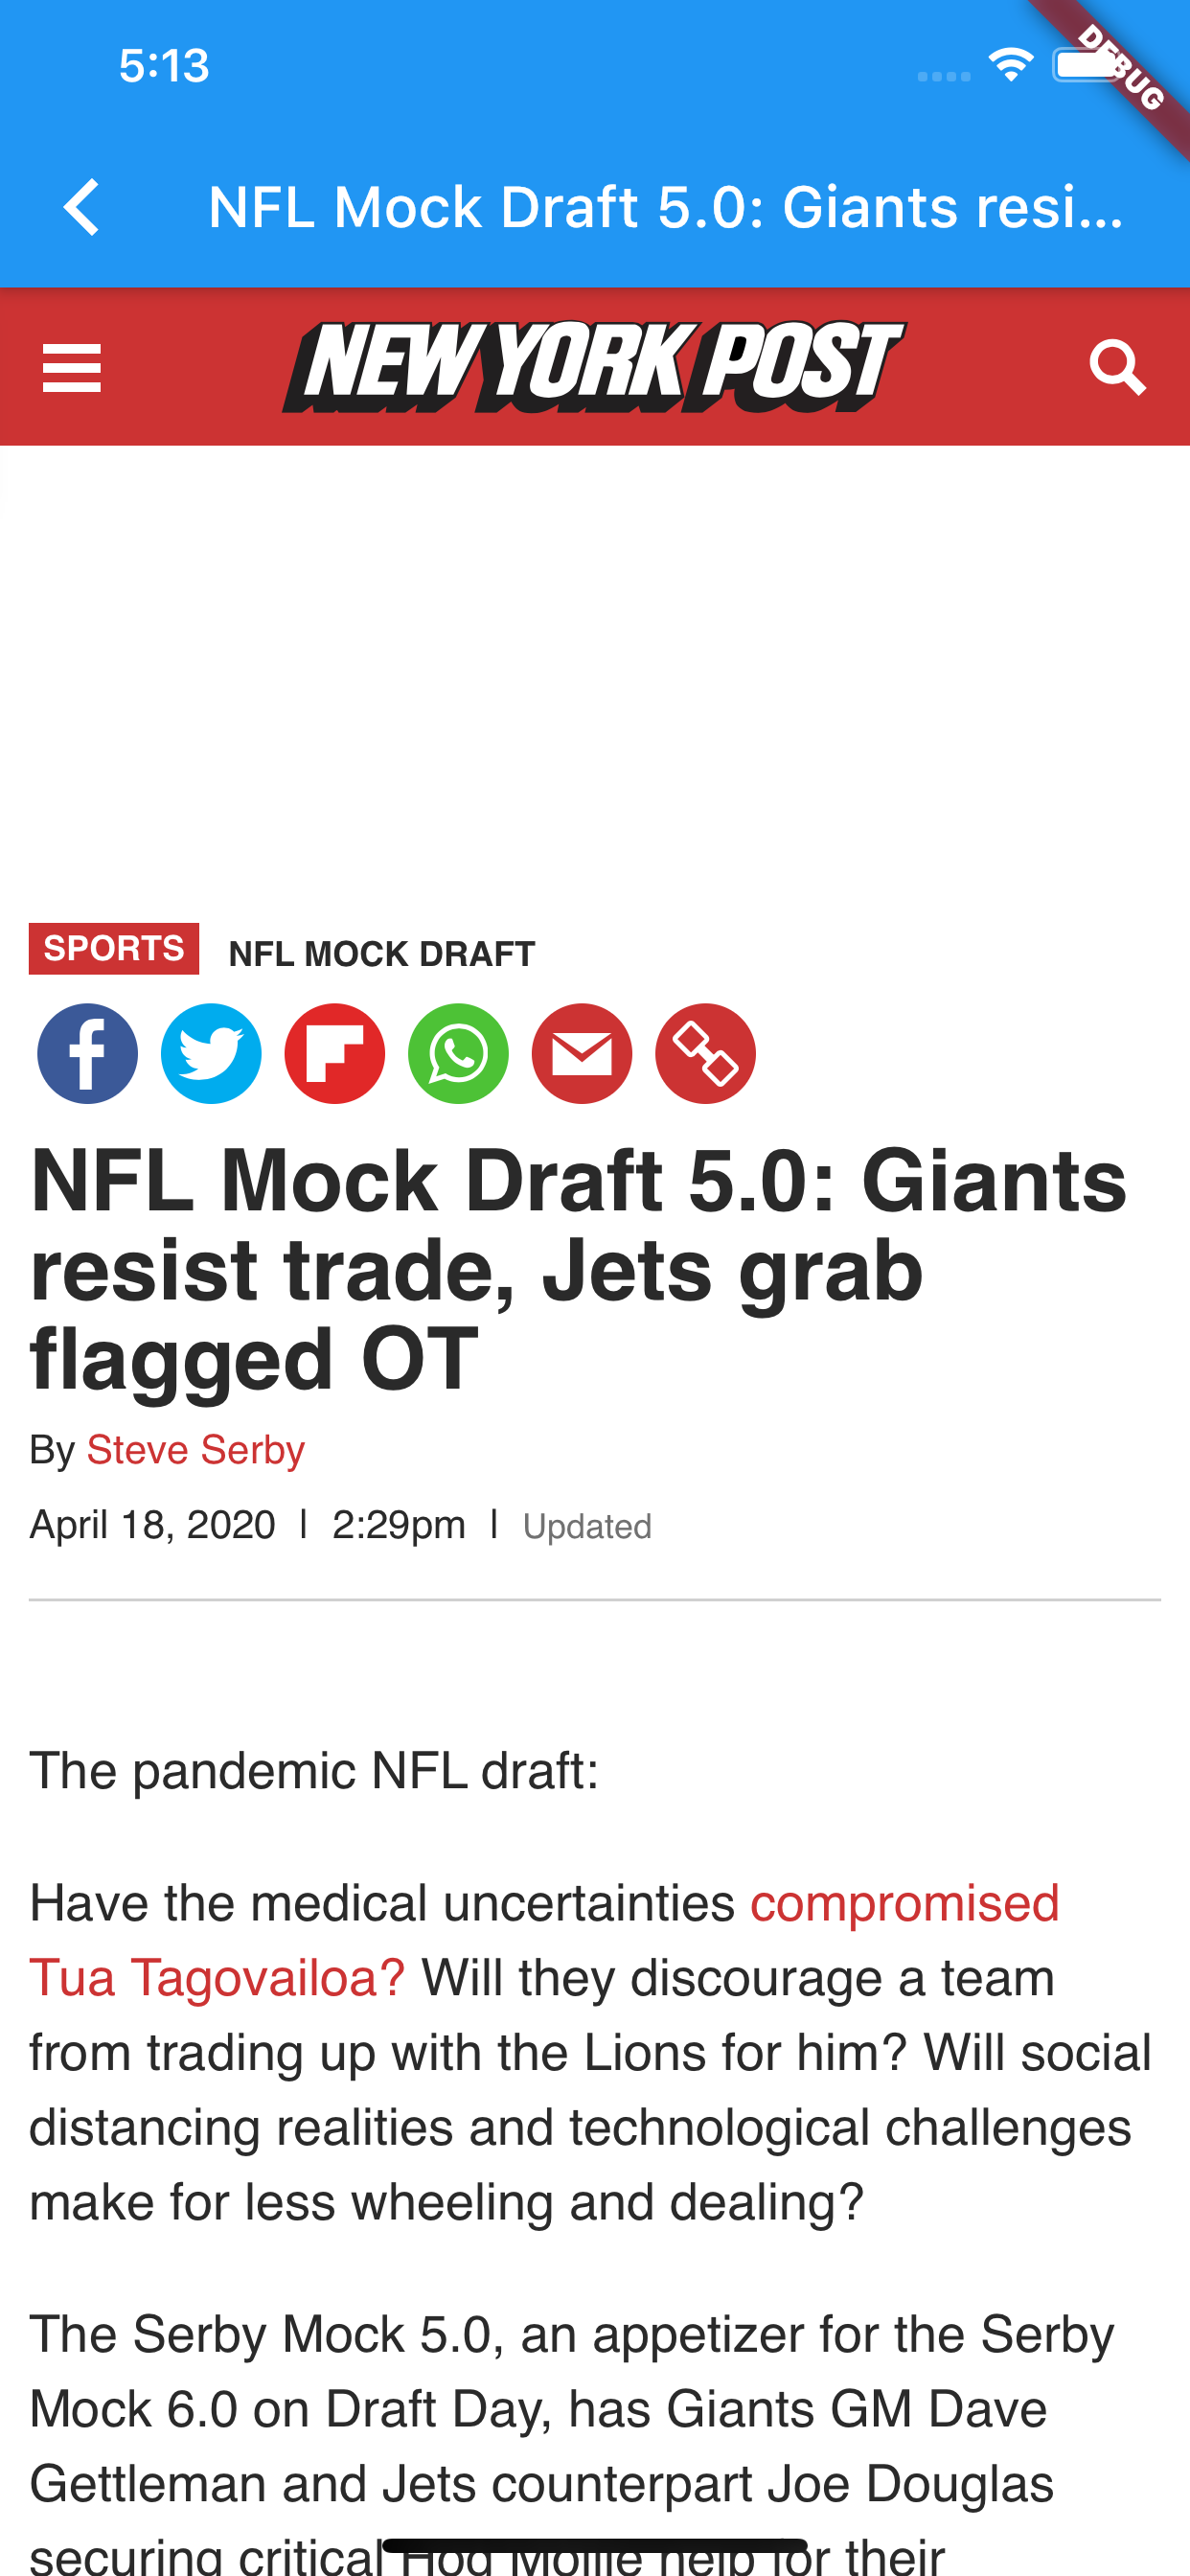 5:13
DEBUG
NFL Mock Draft 5.0: Giants resi...
NEW YORK POST
SPORTS NFL MOCK DRAFT
NFL Mock Draft 5.0: Giants
resist trade, Jets grab
flagged OT
By Steve Serby
April 18, 2020 | 2:29pm | Updated
The pandemic NFL draft:
Have the medical uncertainties compromised
Tua Tagovailoa? Will they discourage a team
from trading up with the Lions for him? Will social
distancing realities and technological challenges
make for less wheeling and dealing?
The Serby Mock 5.0, an appetizer for the Serby
Mock 6.0 on Draft Day, has Giants GM Dave
Gettleman and Jets counterpart Joe Douglas
securing critical Hog Mollie help for their